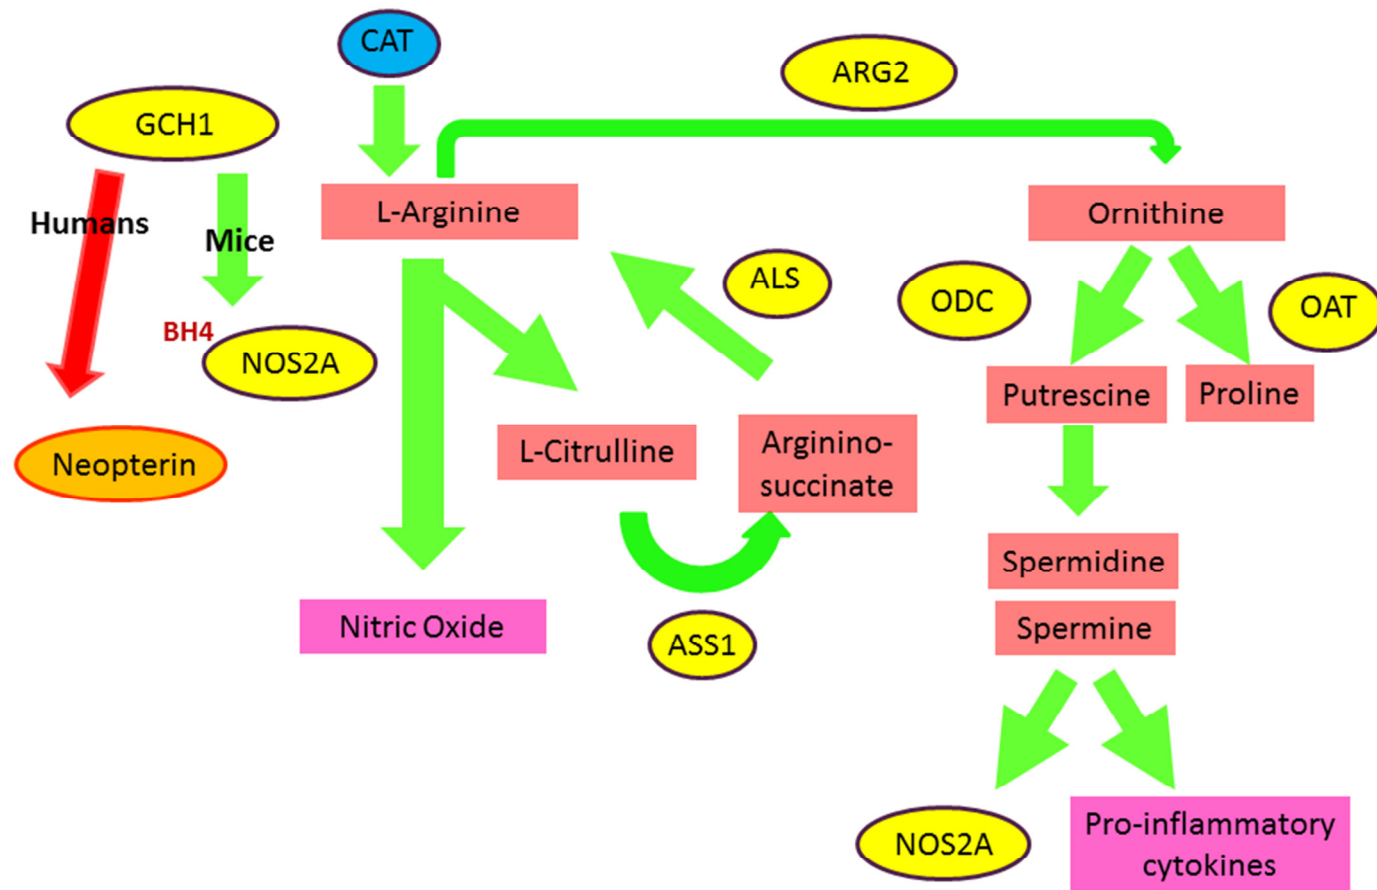 CAT
ARG2
GCH1
Humans
Mice
L-Arginine
Ornithine
ALS
ODC
OAT
BH4
NOS2A
Putrescine
Proline
Neopterin
L-Citrulline
Arginino-
succinate
Spermidine
Nitric Oxide
ASS1
Spermine
NOS2A
Pro-inflammatory
cytokines